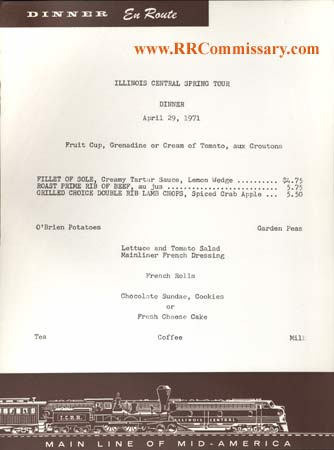 DINNER En Route
www.RRCommissary.com
ILLINOIS CENTRAL SPRING TOUR
DINNER
April 29, 1971
Fruit Cup, Grenadine or Cream of Tomato, aux Croutons
FILLET OF SOLE, Creamy Tartar Sauce, Lemon Wedge .......... $4.75
ROAST PRIME RIB OF BEEF, au jus ........................ 5.75
GRILLED CHOICE DOUBLE RIB LAMB CHOPS, Spiced Crab Apple ... 5.50
O'Brien Potatoes Garden Peas
Lettuce and Tomato Salad
Mainliner French Dressing
French Rolls
Chocolate Sundae, Cookies
or
Fresh Cheese Cake
Tea Coffee Milk
I.C.R.R. ILLINOIS CENTRAL
MAIN LINE OF MID-AMERICA